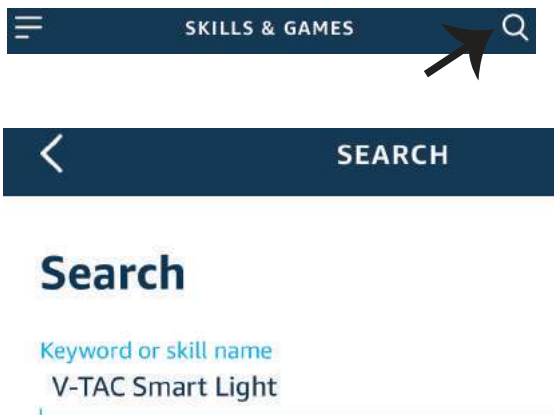 SKILLS & GAMES
SEARCH
Search
Keyword or skill name
V-TAC Smart Light